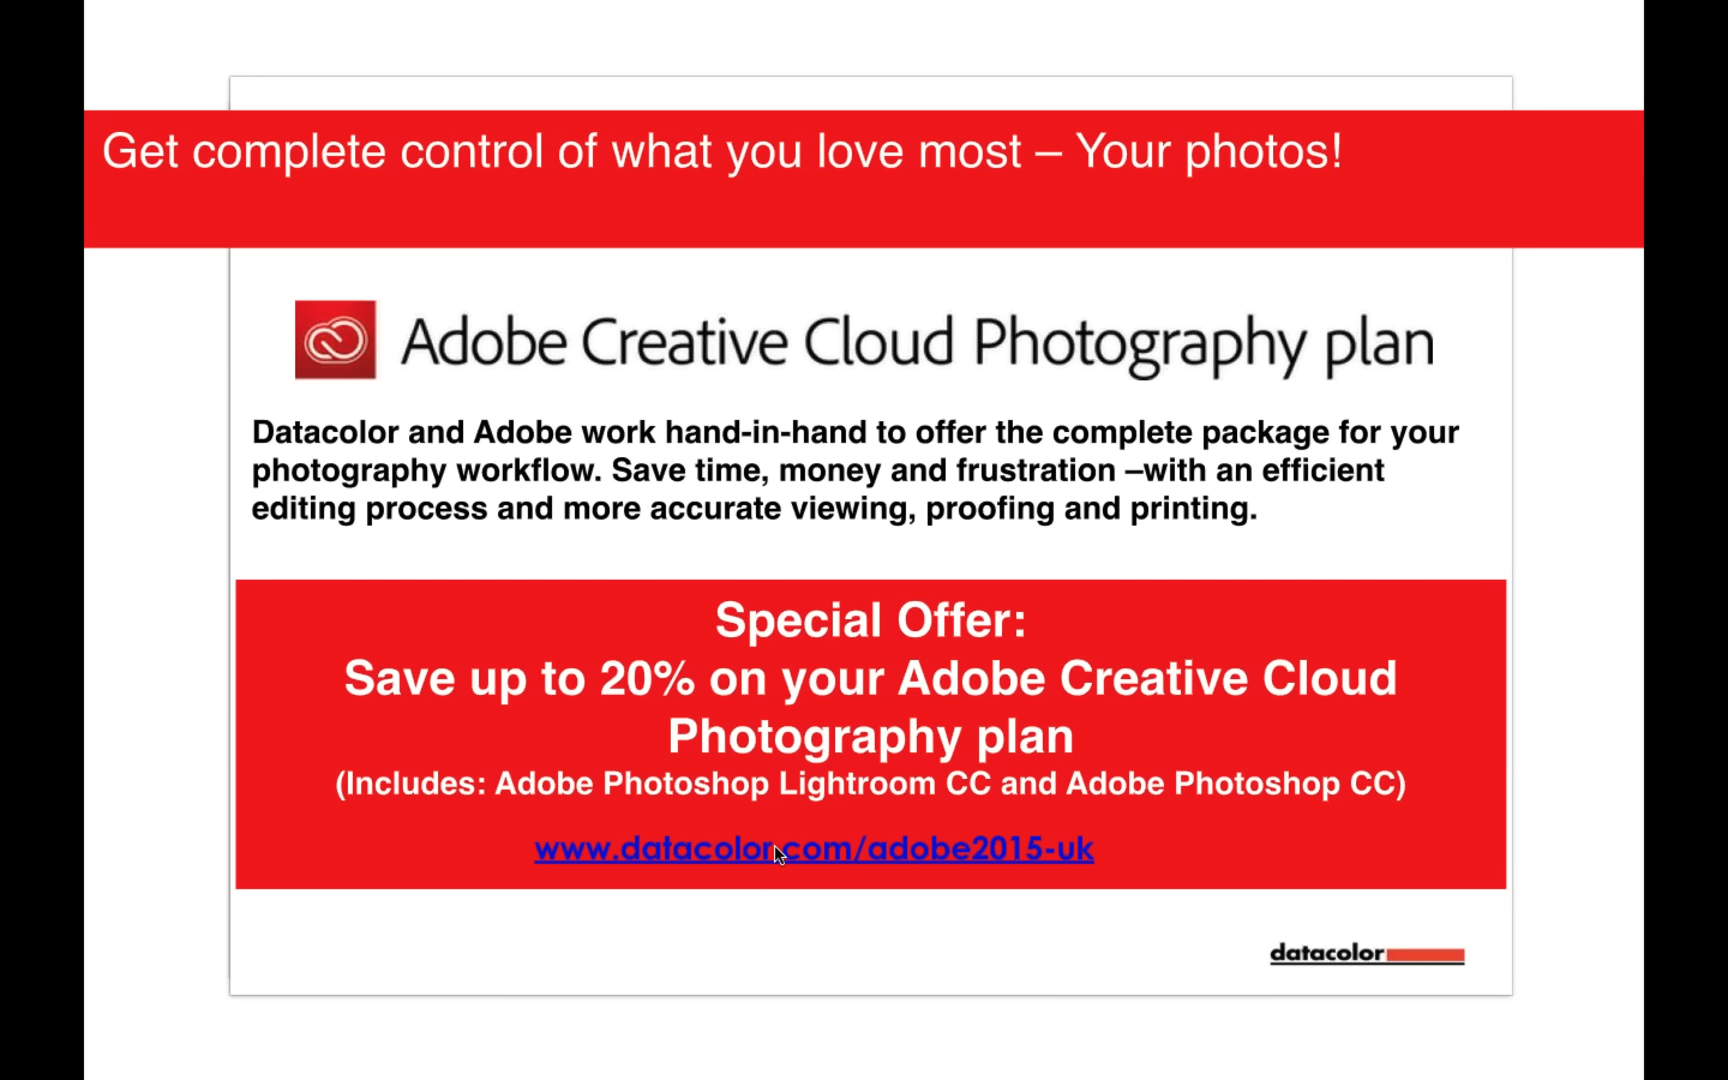 Get complete control of what you love most – Your photos!
Adobe Creative Cloud Photography plan
Datacolor and Adobe work hand-in-hand to offer the complete package for your
photography workflow. Save time, money and frustration –with an efficient
editing process and more accurate viewing, proofing and printing.
Special Offer:
Save up to 20% on your Adobe Creative Cloud
Photography plan
(Includes: Adobe Photoshop Lightroom CC and Adobe Photoshop CC)
www.datacolor.com/adobe2015-uk
datacolor